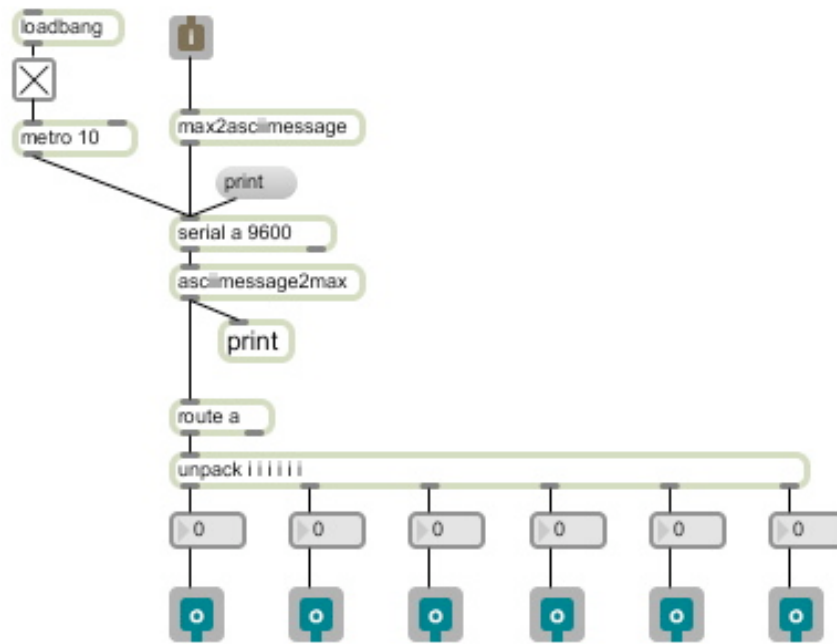 loadbang
metro 10
max2asciimessage
print
serial a 9600
asciimessage2max
print
route a
unpack i i i i i i
0 0 0 0 0 0